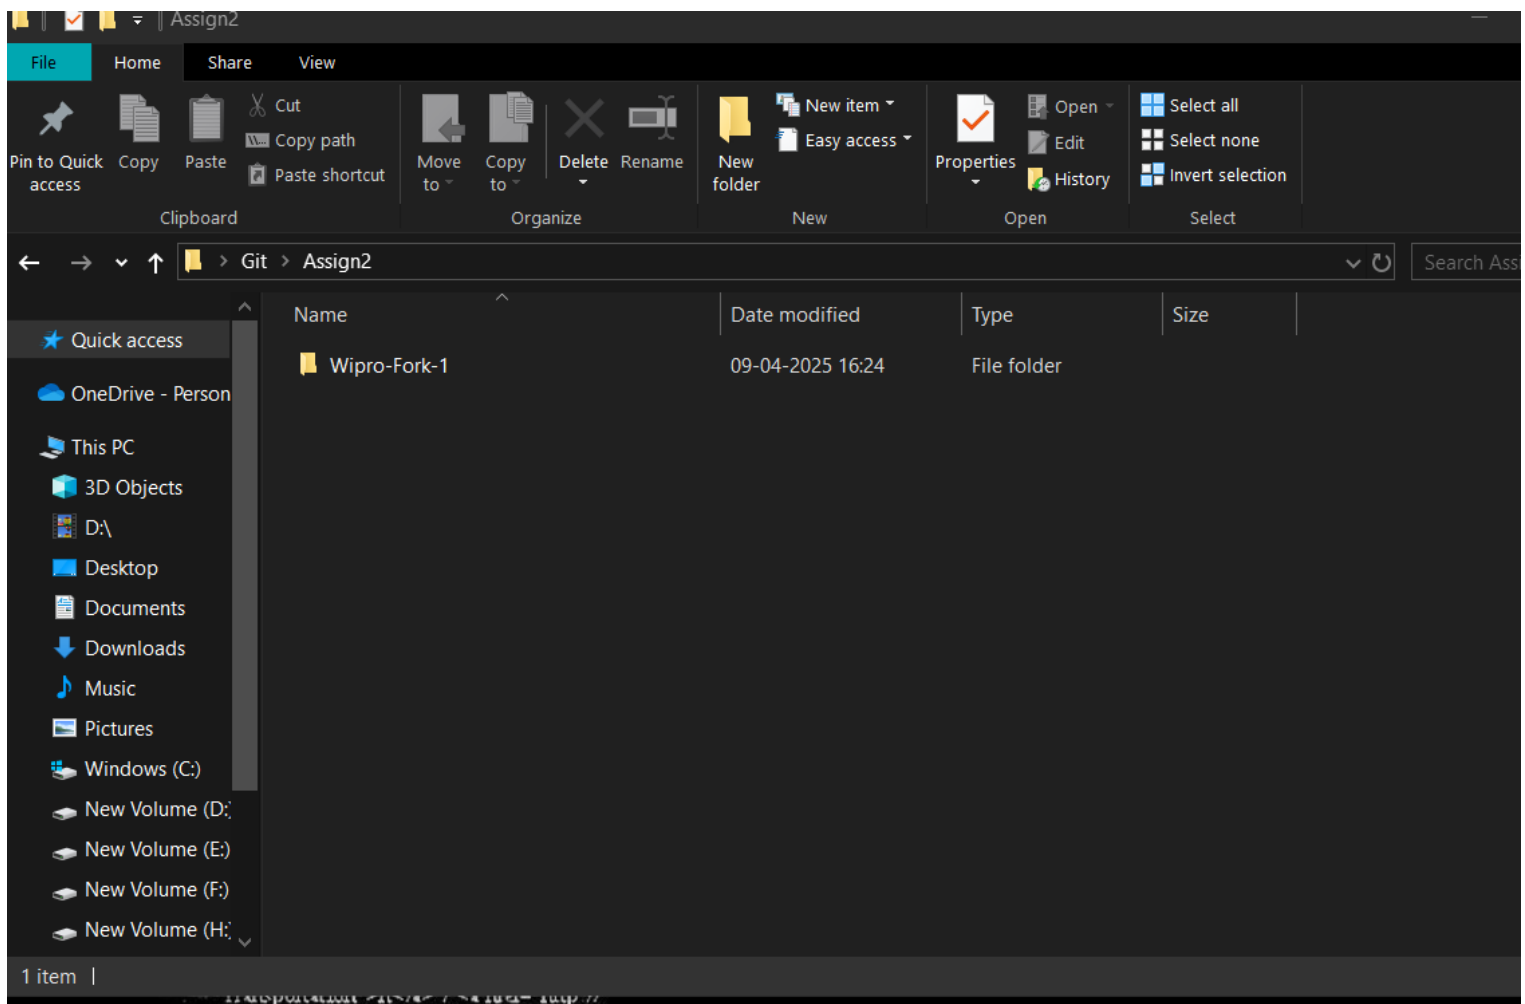 Assign2
File Home Share View
Pin to Quick access
Copy
Paste
Cut
Copy path
Paste shortcut
Clipboard
Move to
Copy to
Delete
Rename
Organize
New folder
New item
Easy access
New
Properties
Open
Edit
History
Open
Select all
Select none
Invert selection
Select
Git > Assign2
Search Assi
Name Date modified Type Size
Wipro-Fork-1 09-04-2025 16:24 File folder
Quick access
OneDrive - Person
This PC
3D Objects
D:\
Desktop
Documents
Downloads
Music
Pictures
Windows (C:)
New Volume (D:)
New Volume (E:)
New Volume (F:)
New Volume (H:)
1 item